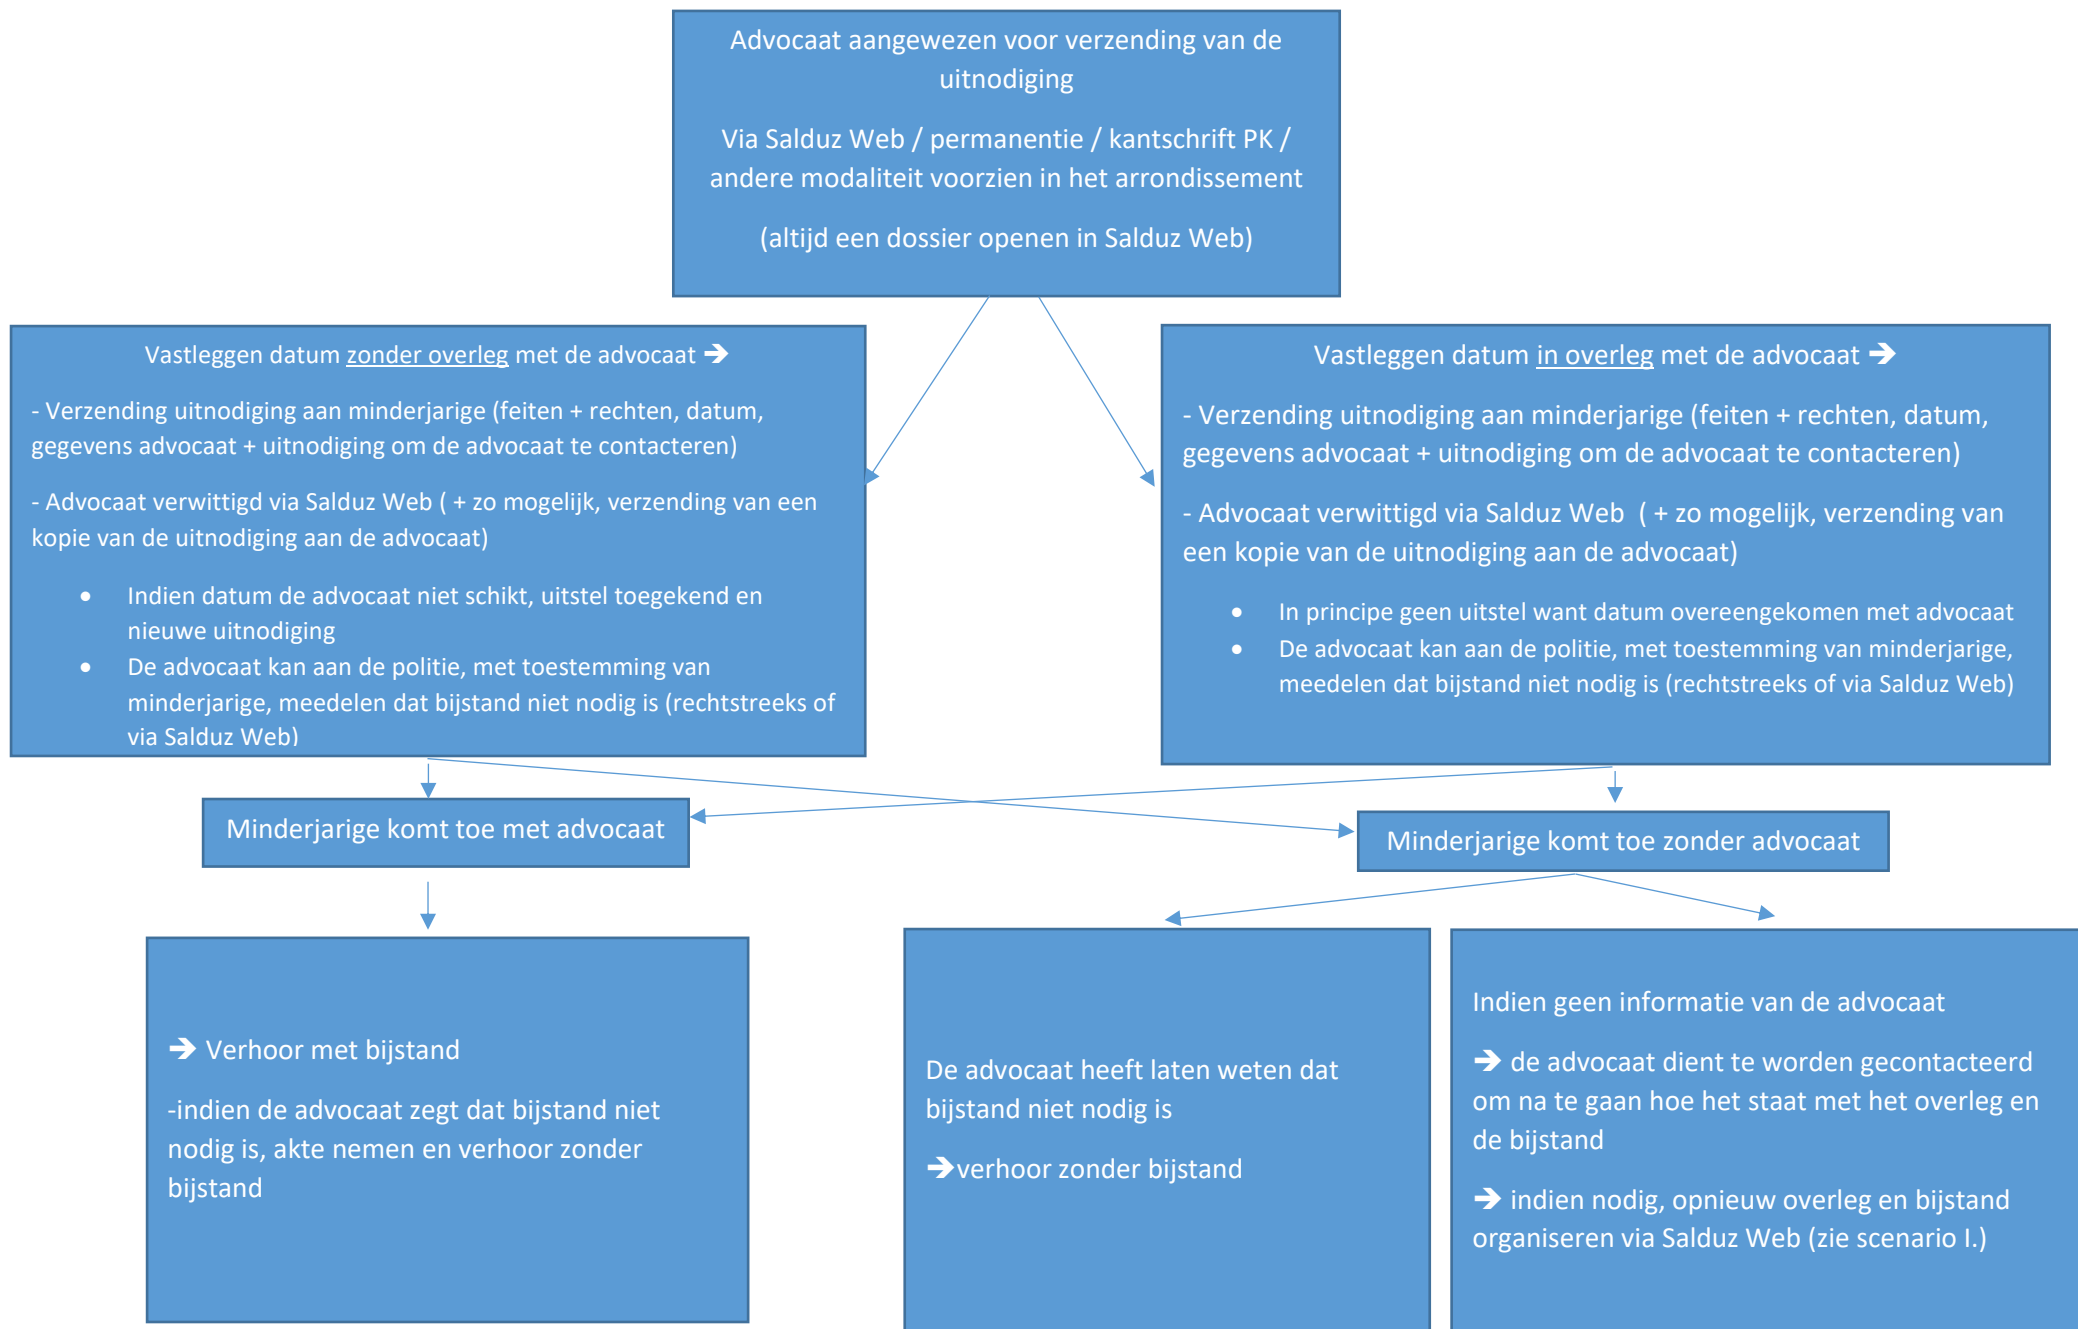 Advocaat aangewezen voor verzending van de
uitnodiging
Via Salduz Web / permanentie / kantschrift PK /
andere modaliteit voorzien in het arrondissement
(altijd een dossier openen in Salduz Web)
Vastleggen datum zonder overleg met de advocaat ➔
- Verzending uitnodiging aan minderjarige (feiten + rechten, datum,
gegevens advocaat + uitnodiging om de advocaat te contacteren)
- Advocaat verwittigd via Salduz Web ( + zo mogelijk, verzending van een
kopie van de uitnodiging aan de advocaat)
• Indien datum de advocaat niet schikt, uitstel toegekend en
nieuwe uitnodiging
• De advocaat kan aan de politie, met toestemming van
minderjarige, meedelen dat bijstand niet nodig is (rechtstreeks of
via Salduz Web)
Vastleggen datum in overleg met de advocaat ➔
- Verzending uitnodiging aan minderjarige (feiten + rechten, datum,
gegevens advocaat + uitnodiging om de advocaat te contacteren)
- Advocaat verwittigd via Salduz Web ( + zo mogelijk, verzending van
een kopie van de uitnodiging aan de advocaat)
• In principe geen uitstel want datum overeengekomen met advocaat
• De advocaat kan aan de politie, met toestemming van minderjarige,
meedelen dat bijstand niet nodig is (rechtstreeks of via Salduz Web)
Minderjarige komt toe met advocaat
Minderjarige komt toe zonder advocaat
➔ Verhoor met bijstand
-indien de advocaat zegt dat bijstand niet
nodig is, akte nemen en verhoor zonder
bijstand
De advocaat heeft laten weten dat
bijstand niet nodig is
➔verhoor zonder bijstand
Indien geen informatie van de advocaat
➔ de advocaat dient te worden gecontacteerd
om na te gaan hoe het staat met het overleg en
de bijstand
➔ indien nodig, opnieuw overleg en bijstand
organiseren via Salduz Web (zie scenario I.)